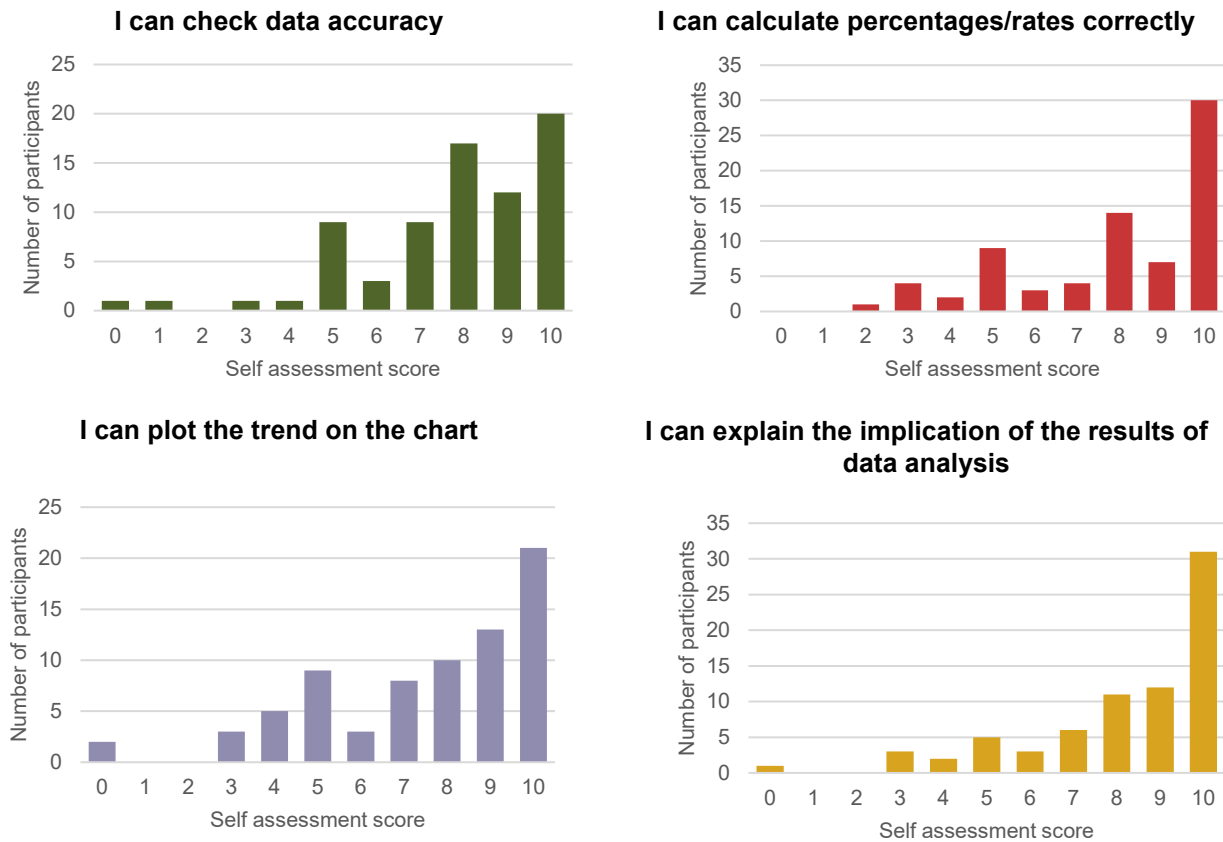 I can check data accuracy
25
20
15
10
5
0
Number of participants
0 1 2 3 4 5 6 7 8 9 10
Self assessment score
I can calculate percentages/rates correctly
35
30
25
20
15
10
5
0
Number of participants
0 1 2 3 4 5 6 7 8 9 10
Self assessment score
I can plot the trend on the chart
25
20
15
10
5
0
Number of participants
0 1 2 3 4 5 6 7 8 9 10
Self assessment score
I can explain the implication of the results of
data analysis
35
30
25
20
15
10
5
0
Number of participants
0 1 2 3 4 5 6 7 8 9 10
Self assessment score